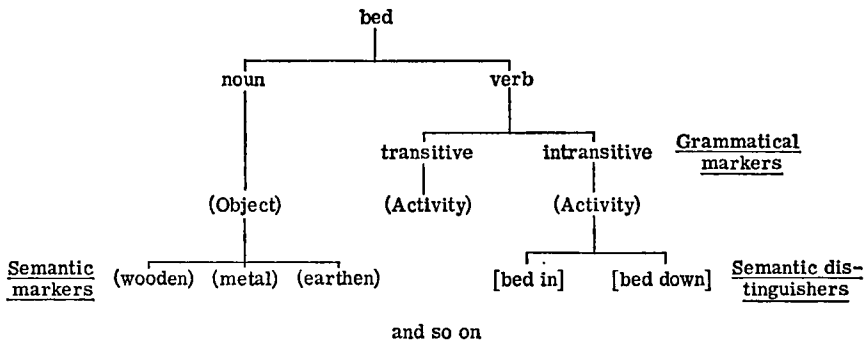 bed
noun verb
transitive intransitive Grammatical
markers
(Object) (Activity) (Activity)
Semantic
markers (wooden) (metal) (earthen) [bed in] [bed down] Semantic dis-
tinguishers
and so on